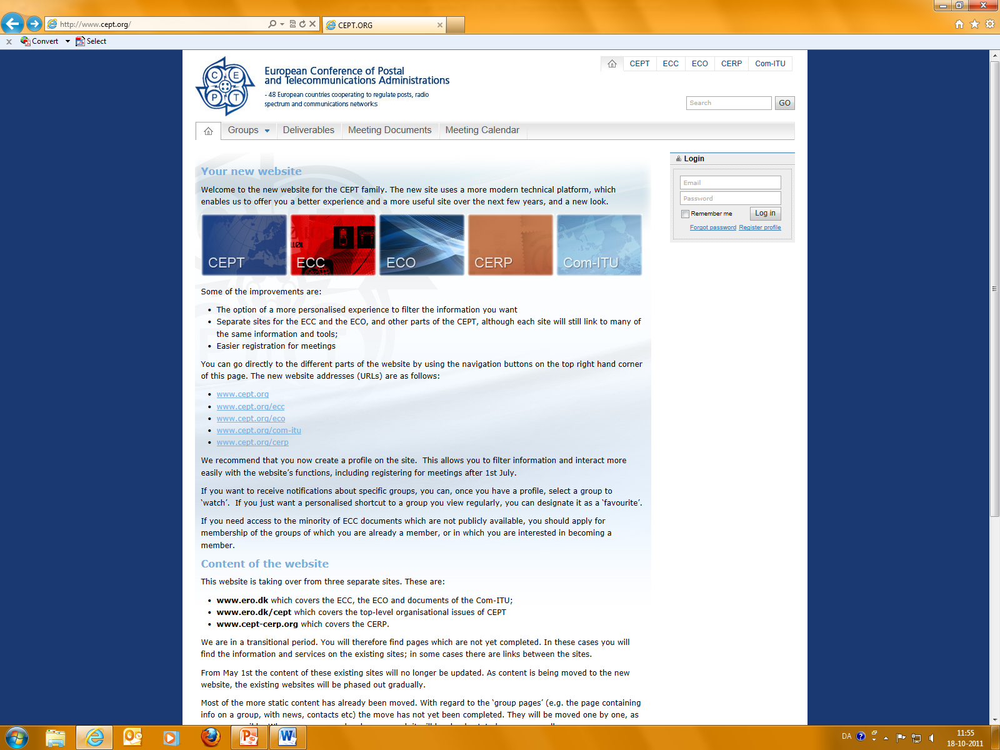 http://www.cept.org/
CEPT.ORG
x Convert Select
CEPT
European Conference of Postal
and Telecommunications Administrations
- 48 European countries cooperating to regulate posts, radio
spectrum and communications networks
CEPT ECC ECO CERP Com-ITU
Search GO
Groups Deliverables Meeting Documents Meeting Calendar
Login
Email
Password
Remember me Log in
Forgot password Register profile
Your new website
Welcome to the new website for the CEPT family. The new site uses a more modern technical platform, which
enables us to offer you a better experience and a more useful site over the next few years, and a new look.
CEPT ECC ECO CERP Com-ITU
Some of the improvements are:
• The option of a more personalised experience to filter the information you want
• Separate sites for the ECC and the ECO, and other parts of the CEPT, although each site will still link to many of
the same information and tools;
• Easier registration for meetings
You can go directly to the different parts of the website by using the navigation buttons on the top right hand corner
of this page. The new website addresses (URLs) are as follows:
• www.cept.org
• www.cept.org/ecc
• www.cept.org/eco
• www.cept.org/com-itu
• www.cept.org/cerp
We recommend that you now create a profile on the site.  This allows you to filter information and interact more
easily with the website's functions, including registering for meetings after 1st July.
If you want to receive notifications about specific groups, you can, once you have a profile, select a group to
'watch'.  If you just want a personalised shortcut to a group you view regularly, you can designate it as a 'favourite'.
If you need access to the minority of ECC documents which are not publicly available, you should apply for
membership of the groups of which you are already a member, or in which you are interested in becoming a
member.
Content of the website
This website is taking over from three separate sites. These are:
• www.ero.dk which covers the ECC, the ECO and documents of the Com-ITU;
• www.ero.dk/cept which covers the top-level organisational issues of CEPT
• www.cept-cerp.org which covers the CERP.
We are in a transitional period. You will therefore find pages which are not yet completed. In these cases you will
find the information and services on the existing sites; in some cases there are links between the sites.
From May 1st the content of these existing sites will no longer be updated. As content is being moved to the new
website, the existing websites will be phased out gradually.
Most of the more static content has already been moved. With regard to the 'group pages' (e.g. the page containing
info on a group, with news, contacts etc) the move has not yet been completed. They will be moved one by one, as
DA
11:55
18-10-2011